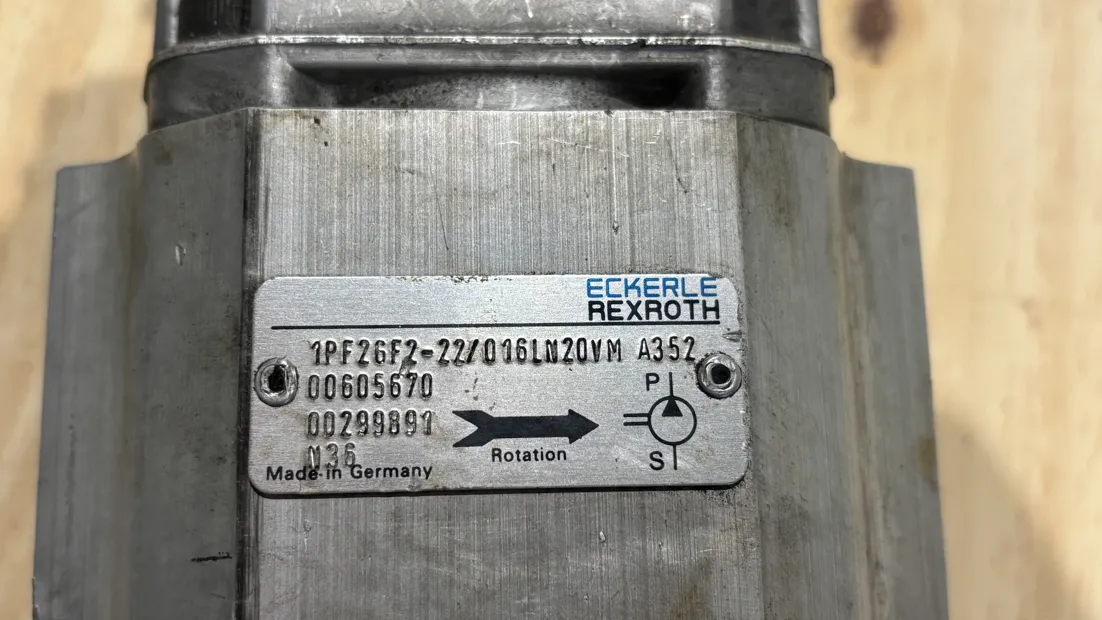 ECKERLE
REXROTH
1PF2GF2-22/016LN20VM A352
00605670
00299891
N36
Made in Germany
Rotation
P
S